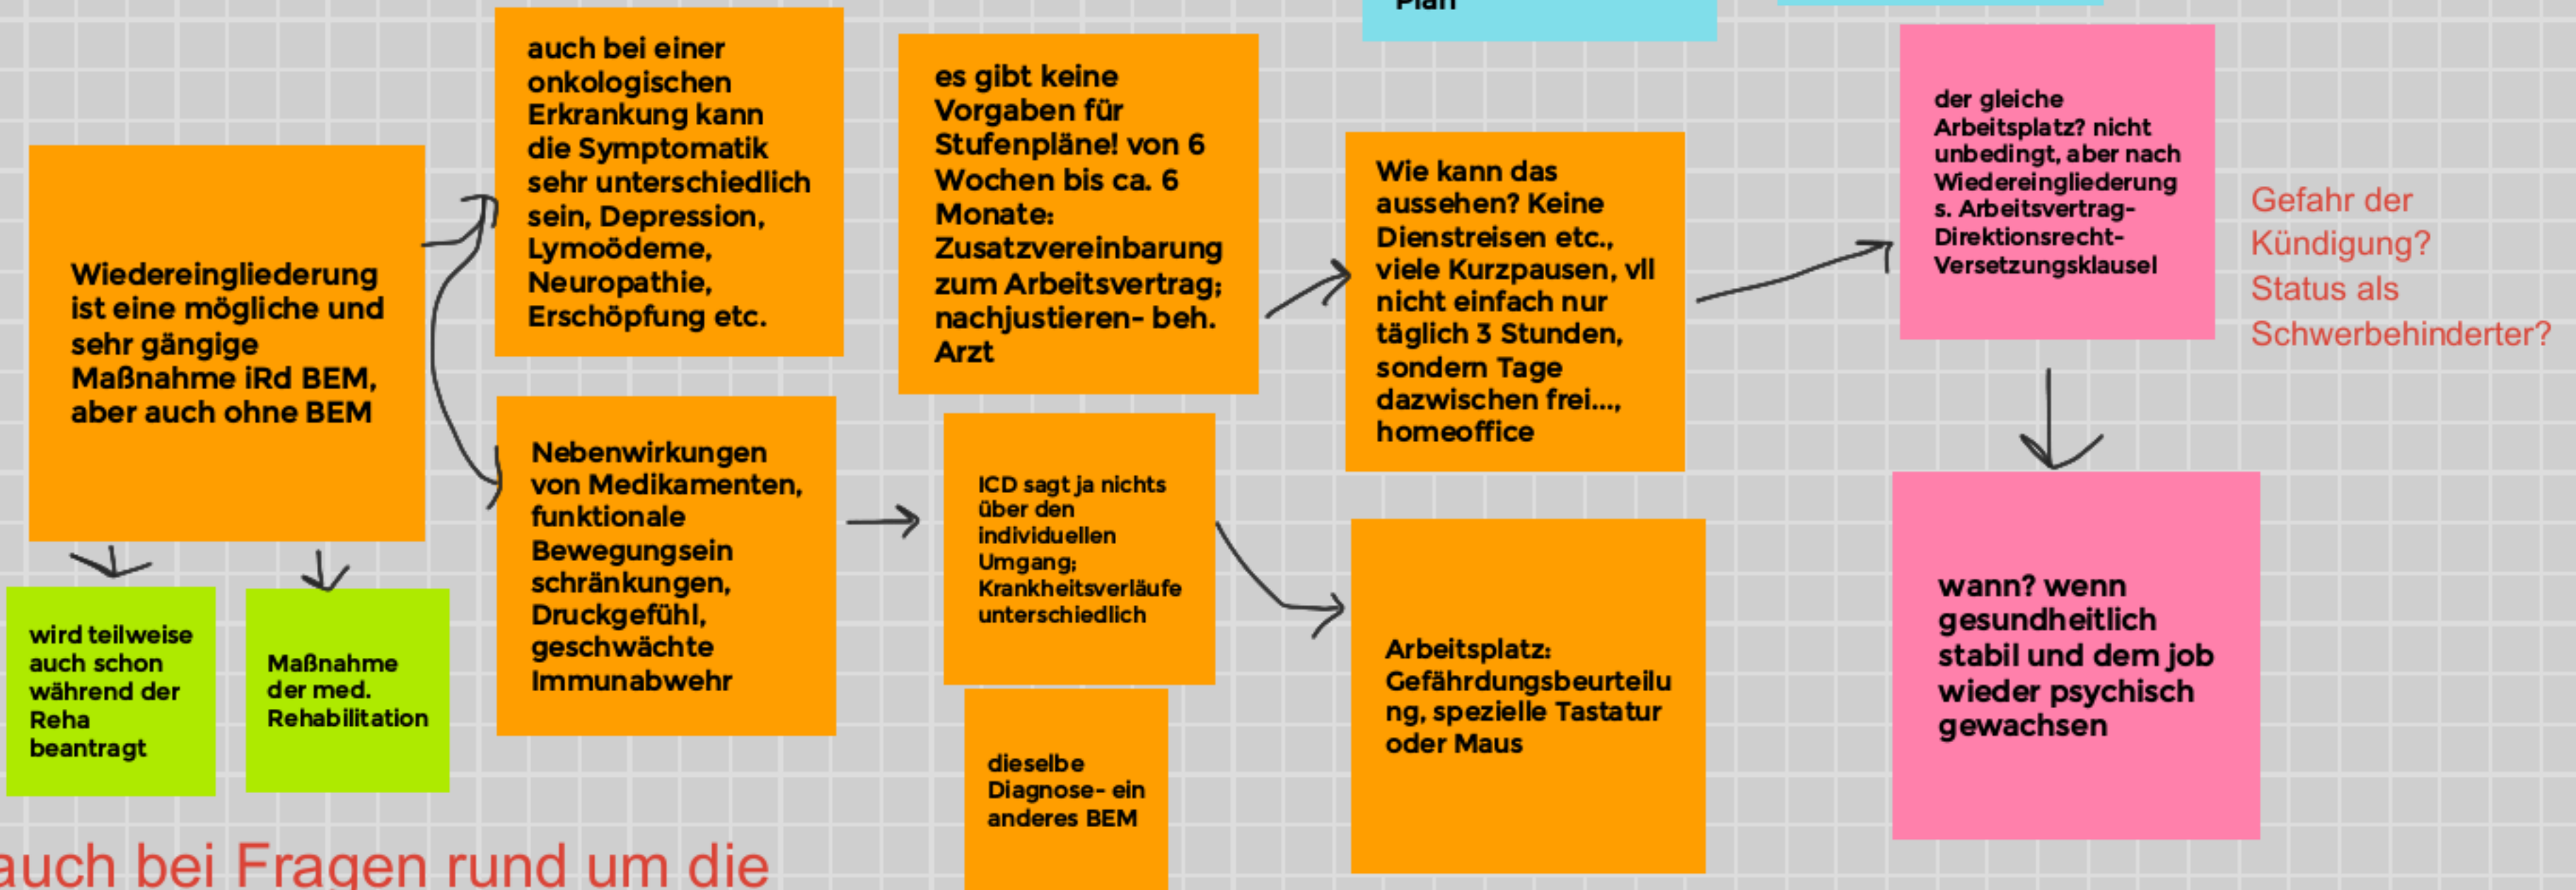 Plan
auch bei einer
onkologischen
Erkrankung kann
die Symptomatik
sehr unterschiedlich
sein, Depression,
Lymoödeme,
Neuropathie,
Erschöpfung etc.
es gibt keine
Vorgaben für
Stufenpläne! von 6
Wochen bis ca. 6
Monate:
Zusatzvereinbarung
zum Arbeitsvertrag;
nachjustieren- beh.
Arzt
Wie kann das
aussehen? Keine
Dienstreisen etc.,
viele Kurzpausen, vll
nicht einfach nur
täglich 3 Stunden,
sondern Tage
dazwischen frei...,
homeoffice
der gleiche
Arbeitsplatz? nicht
unbedingt, aber nach
Wiedereingliederung
s. Arbeitsvertrag-
Direktionsrecht-
Versetzungsklausel
Gefahr der
Kündigung?
Status als
Schwerbehinderter?
Wiedereingliederung
ist eine mögliche und
sehr gängige
Maßnahme iRd BEM,
aber auch ohne BEM
Nebenwirkungen
von Medikamenten,
funktionale
Bewegungsein
schränkungen,
Druckgefühl,
geschwächte
Immunabwehr
ICD sagt ja nichts
über den
individuellen
Umgang;
Krankheitsverläufe
unterschiedlich
Arbeitsplatz:
Gefährdungsbeurteilu
ng, spezielle Tastatur
oder Maus
wann? wenn
gesundheitlich
stabil und dem job
wieder psychisch
gewachsen
wird teilweise
auch schon
während der
Reha
beantragt
Maßnahme
der med.
Rehabilitation
dieselbe
Diagnose- ein
anderes BEM
auch bei Fragen rund um die